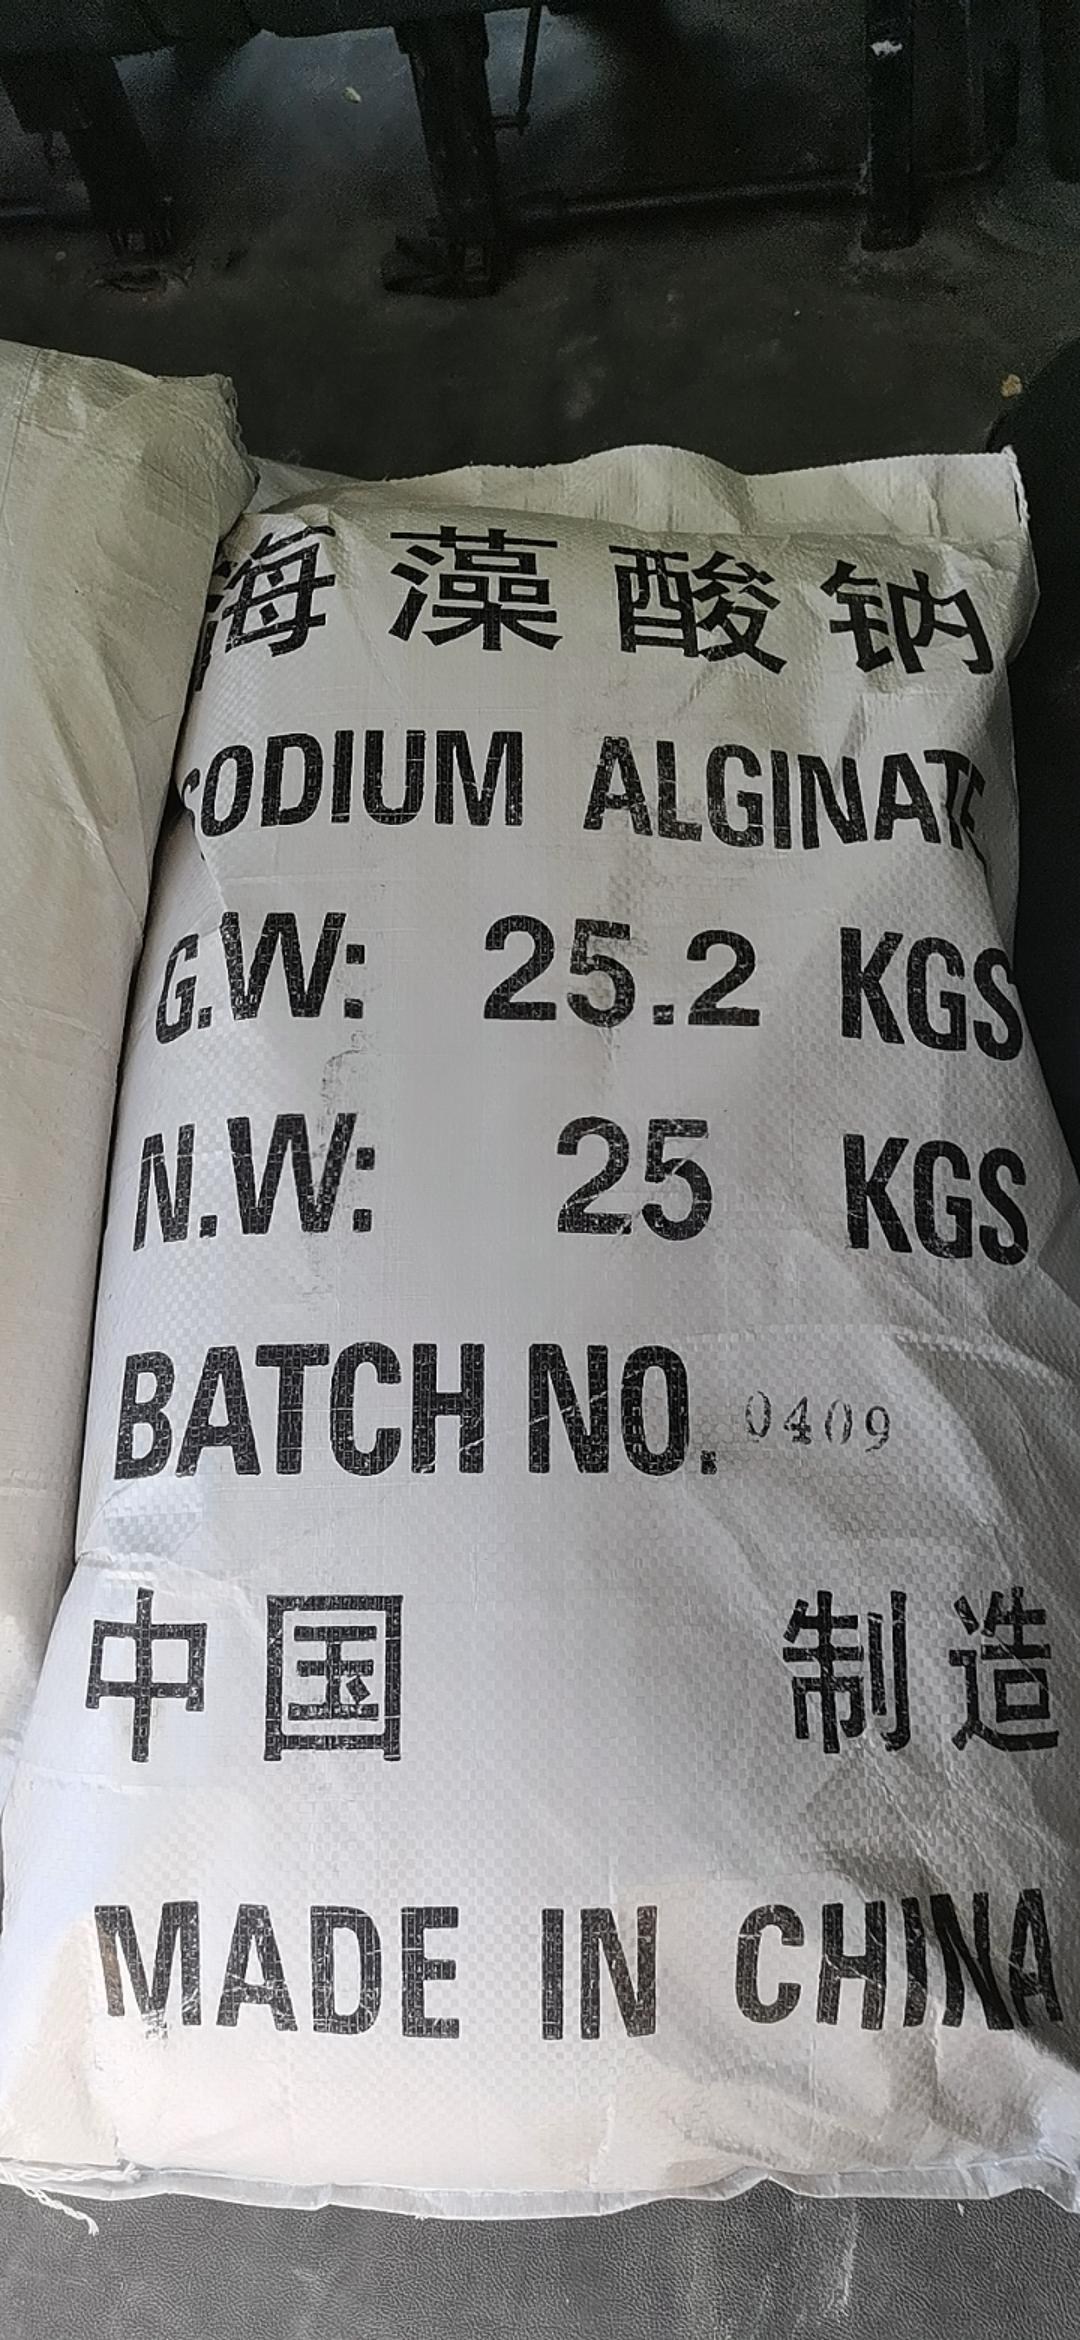 海藻酸钠
SODIUM ALGINATE
G.W: 25.2 KGS
N.W: 25 KGS
BATCH NO. 0409
中国 制造
MADE IN CHINA